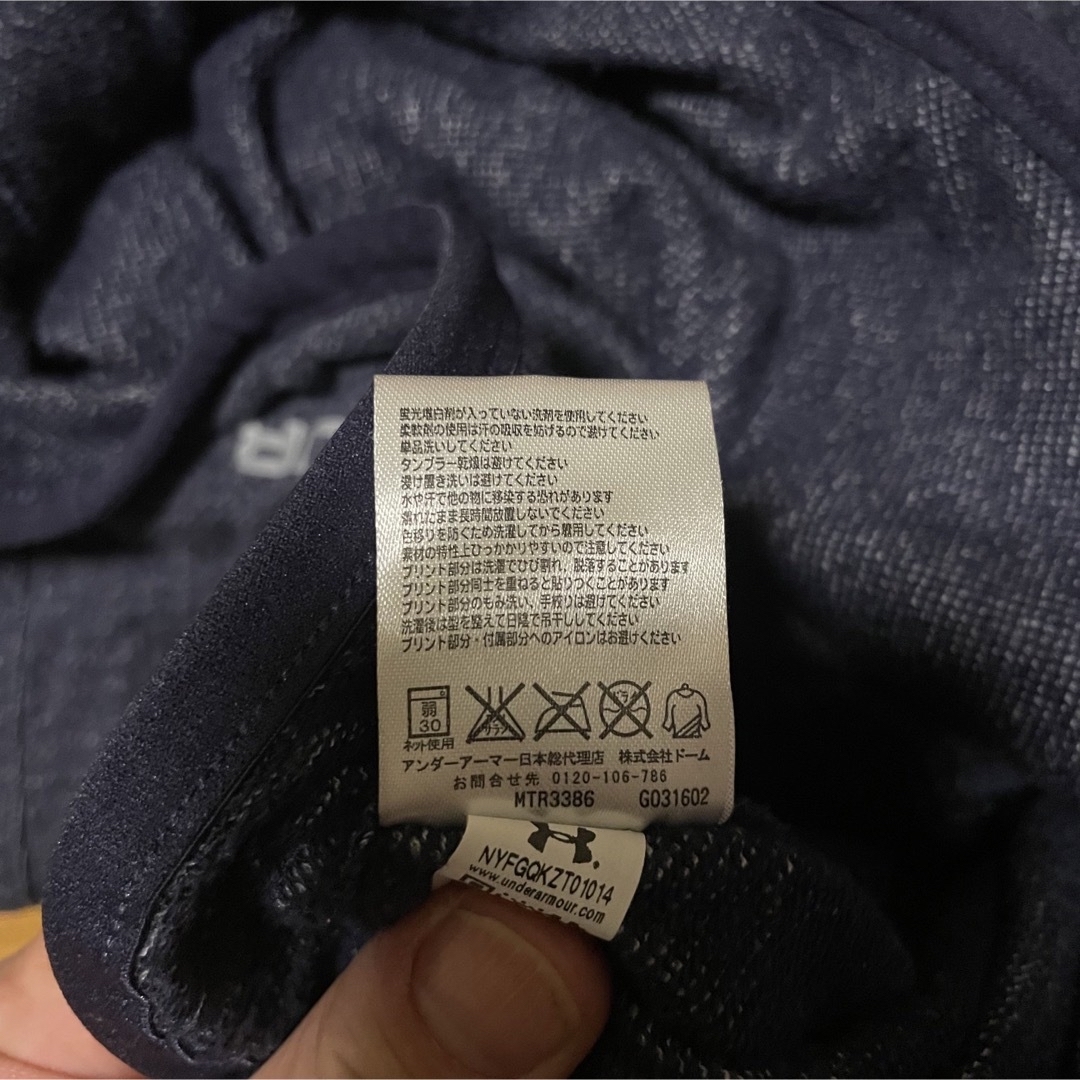 蛍光増白剤が入っていない洗剤を使用してください
柔軟剤の使用は汗の吸収を妨げるので避けてください
単品洗いしてください
タンブラー乾燥は避けてください
浸け置き洗いは避けてください
水や汗で他の物に移染する恐れがあります
濡れたまま長時間放置しないでください
色移りを防ぐため洗濯してから着用してください
素材の特性上ひっかかりやすいので注意してください
プリント部分は洗濯でひび割れ、脱落することがあります
プリント部分同士を重ねると貼りつくことがあります
プリント部分のもみ洗い、手絞りは避けてください
洗濯後は型を整えて日陰で吊干ししてください
プリント部分・付属部分へのアイロンはお避けください
弱
30
ネット使用
アンダーアーマー日本総代理店 株式会社ドーム
お問合せ先 0120-106-786
MTR3386 G031602
NYFGQKZT01014
www.underarmour.com